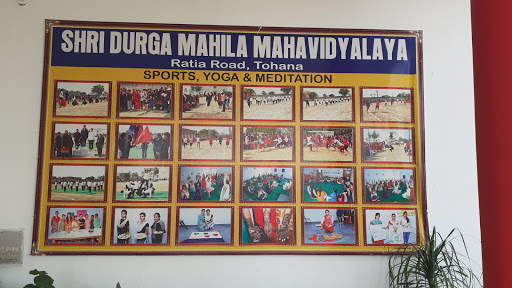 SHRI DURGA MAHILA MAHAVIDYALAYA
Ratia Road, Tohana
SPORTS, YOGA & MEDITATION